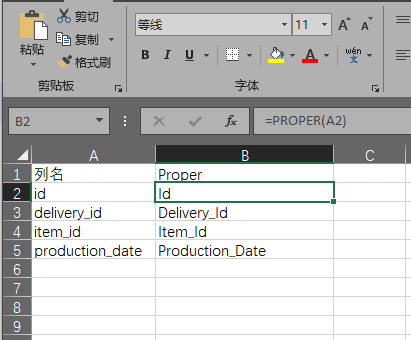 剪切
复制
粘贴
格式刷
剪贴板
等线
11
A
A
B
I
U
A
wén
文
字体
B2
fx
=PROPER(A2)
A
B
C
1
列名
Proper
2
id
Id
3
delivery_id
Delivery_Id
4
item_id
Item_Id
5
production_date
Production_Date
6
7
8
9